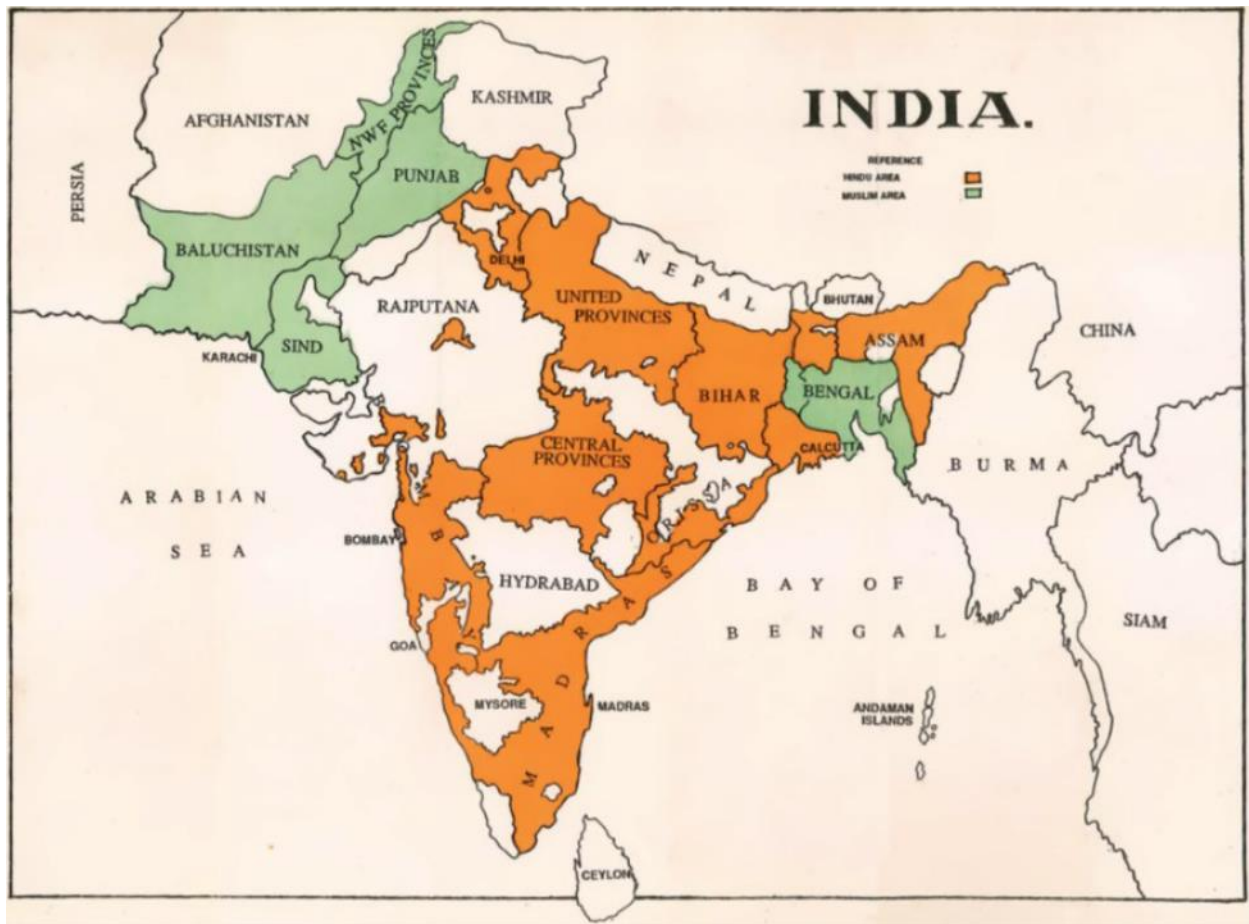 INDIA.
REFERENCE
HINDU AREA
MUSLIM AREA
AFGHANISTAN
NWF PROVINCES
KASHMIR
PERSIA
PUNJAB
BALUCHISTAN
DELHI
NEPAL
BHUTAN
CHINA
RAJPUTANA
UNITED
PROVINCES
ASSAM
KARACHI
SIND
BIHAR
BENGAL
CALCUTTA
CENTRAL
PROVINCES
BURMA
ARABIAN
SEA
ORISSA
BOMBAY
HYDRABAD
BAY OF
BENGAL
SIAM
GOA
MYSORE
MADRAS
MADRAS
ANDAMAN
ISLANDS
CEYLON